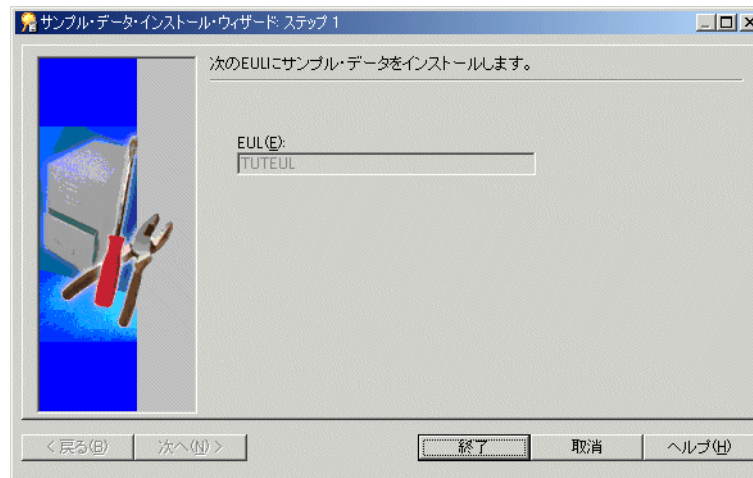 サンプル・データ・インストール・ウィザード: ステップ 1
次のEULにサンプル・データをインストールします。
EUL(E):
TUTEUL
< 戻る(B)
次へ(N) >
終了
取消
ヘルプ(H)